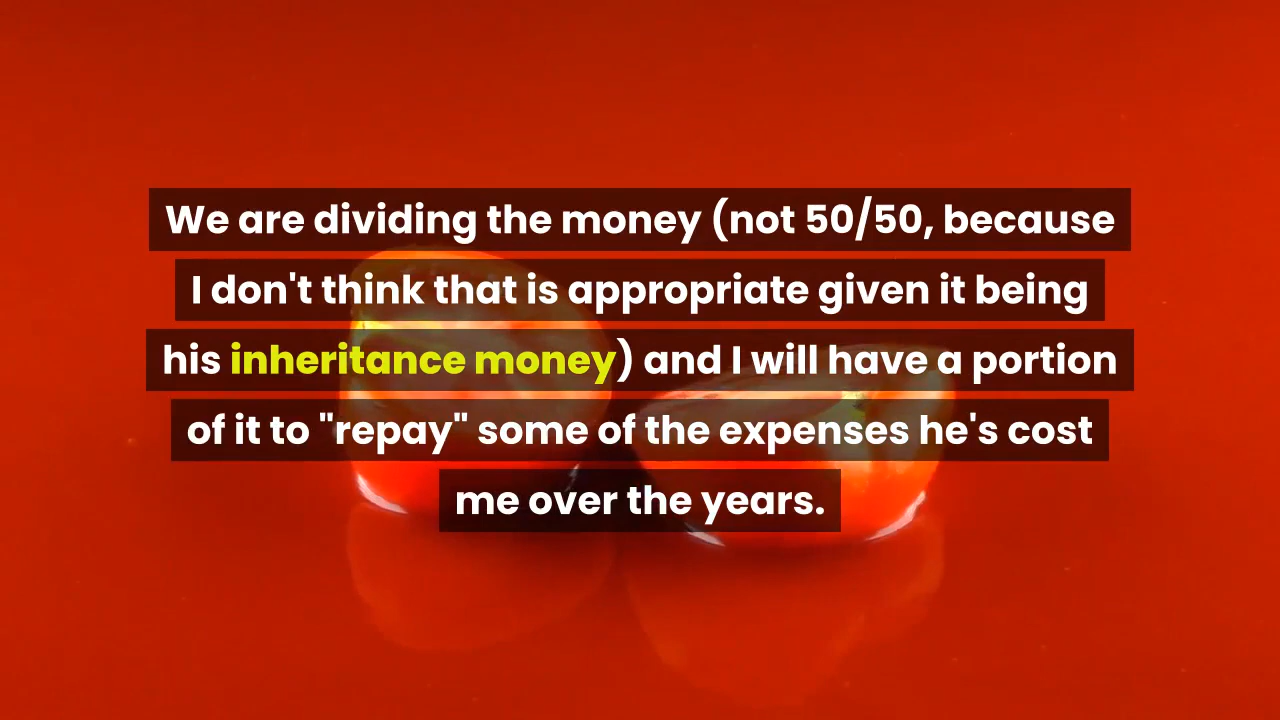 We are dividing the money (not 50/50, because
I don't think that is appropriate given it being
his inheritance money) and I will have a portion
of it to "repay" some of the expenses he's cost
me over the years.